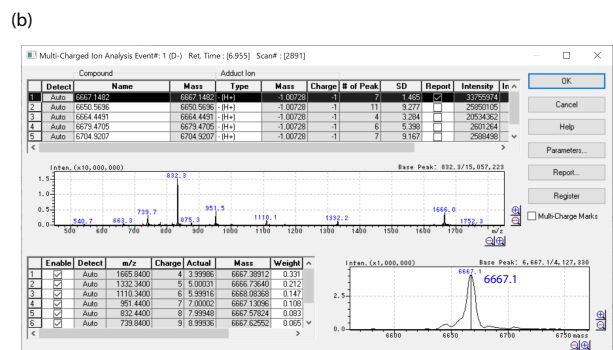 (b)
Multi-Charged Ion Analysis Event#: 1 (D-) Ret. Time : [6.955] Scan# : [2891]
Compound Adduct Ion
Detect Name Mass Type Mass Charge # of Peak SD Report Intensity In
1 Auto 6667.1482 6667.1482 - (H+) -1.00728 -1 7 1.465 33755974
2 Auto 6650.5696 6650.5696 - (H+) -1.00728 -1 11 9.277 25850105
3 Auto 6664.4491 6664.4491 - (H+) -1.00728 -1 4 3.284 20534362
4 Auto 6679.4705 6679.4705 - (H+) -1.00728 -1 6 5.398 2601264
5 Auto 6704.9207 6704.9207 - (H+) -1.00728 -1 7 9.167 2588498
OK
Cancel
Help
Parameters...
Report...
Register
Multi-Charge Marks
Inten. (x10,000,000) Base Peak: 832.3/15,057,223
1.5
1.0
0.5
0.0
540.7 663.3 739.7 832.3 875.3 951.5 1110.1 1332.2 1666.0 1752.3
500 600 700 800 900 1000 1100 1200 1300 1400 1500 1600 1700 m/z
Enable Detect m/z Charge Actual Mass Weight
1 Auto 1665.8400 4 3.99986 6667.38912 0.331
2 Auto 1332.3400 5 5.00031 6666.73640 0.212
3 Auto 1110.3400 6 5.99916 6668.08368 0.147
4 Auto 951.4400 7 7.00002 6667.13096 0.108
5 Auto 832.4400 8 7.99948 6667.57824 0.083
6 Auto 739.8400 9 8.99936 6667.62552 0.065
Inten. (x1,000,000) Base Peak: 6,667.1/4,127,330
6667.1
6667.1
2.5
0.0
6600 6650 6700 6750 mass